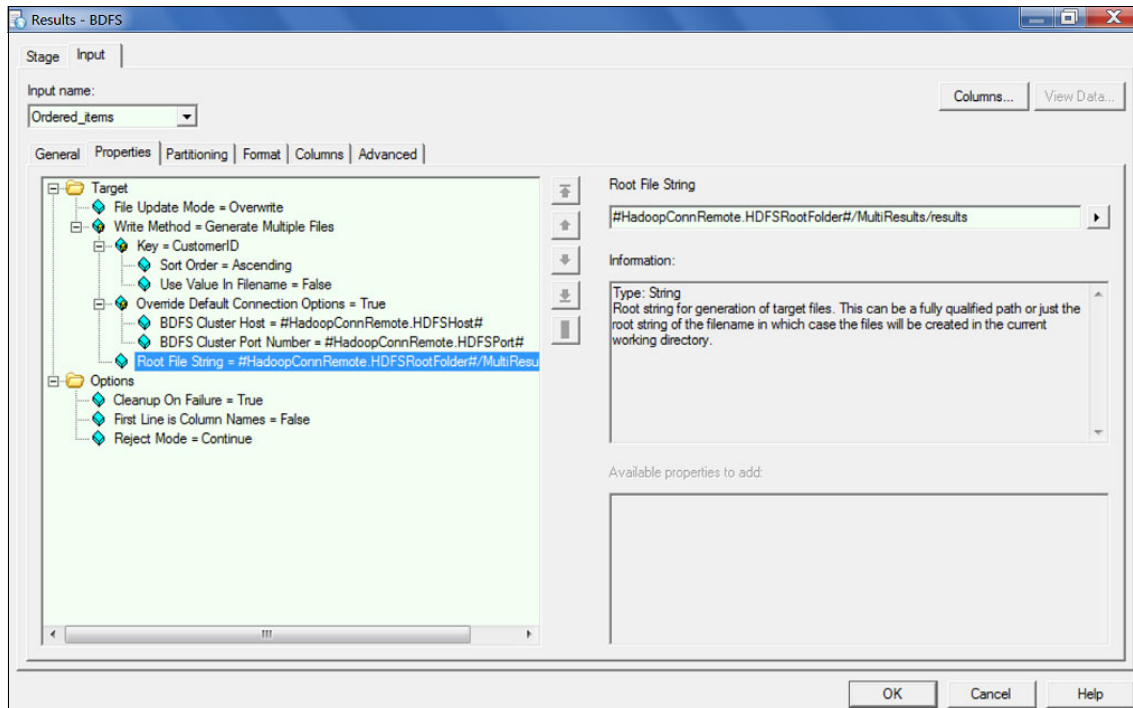 Results - BDFS
Stage Input
Input name:
Ordered_items
Columns... View Data...
General Properties Partitioning Format Columns Advanced
Target
File Update Mode = Overwrite
Write Method = Generate Multiple Files
Key = CustomerID
Sort Order = Ascending
Use Value In Filename = False
Override Default Connection Options = True
BDFS Cluster Host = #HadoopConnRemote.HDFSHost#
BDFS Cluster Port Number = #HadoopConnRemote.HDFSPort#
Root File String = #HadoopConnRemote.HDFSRootFolder#/MultiResu
Options
Cleanup On Failure = True
First Line is Column Names = False
Reject Mode = Continue
Root File String
#HadoopConnRemote.HDFSRootFolder#/MultiResults/results
Information:
Type: String
Root string for generation of target files. This can be a fully qualified path or just the
root string of the filename in which case the files will be created in the current
working directory.
Available properties to add:
OK Cancel Help